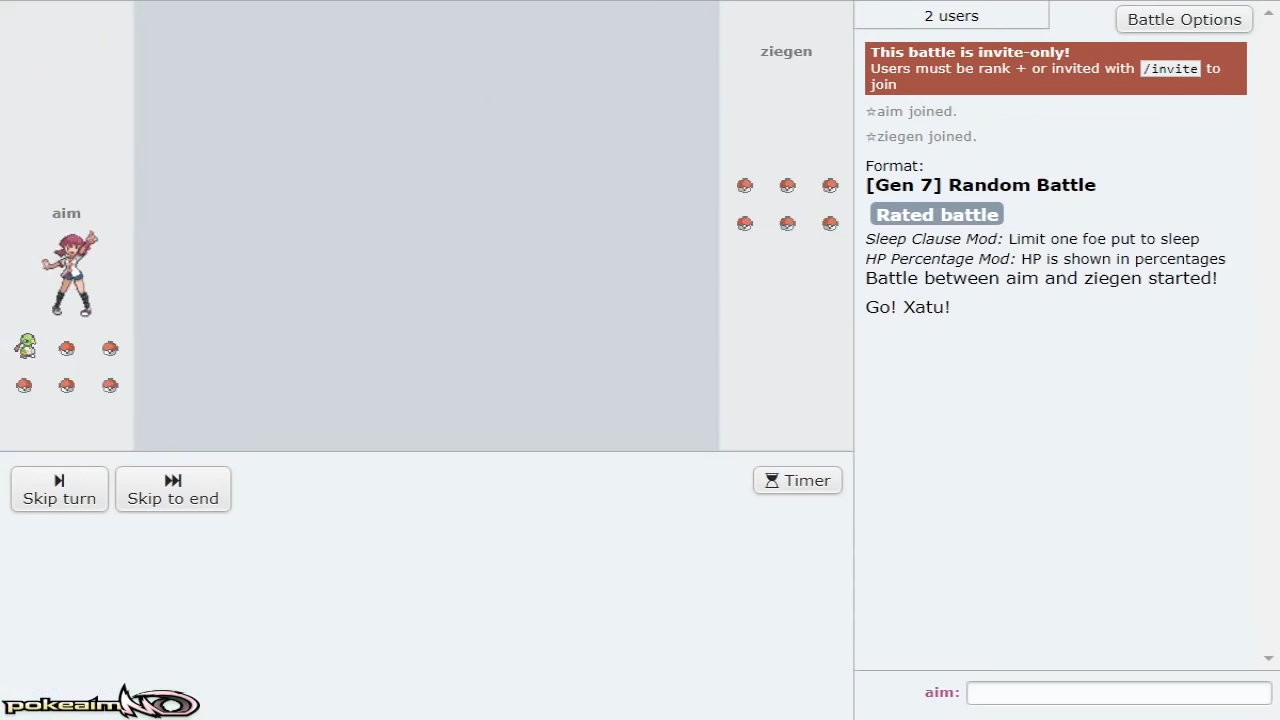 2 users
Battle Options
ziegen
This battle is invite-only!
Users must be rank + or invited with /invite to
join
☆aim joined.
☆ziegen joined.
Format:
[Gen 7] Random Battle
Rated battle
Sleep Clause Mod: Limit one foe put to sleep
HP Percentage Mod: HP is shown in percentages
Battle between aim and ziegen started!
Go! Xatu!
aim
Skip turn
Skip to end
Timer
pokeaimMD
aim: